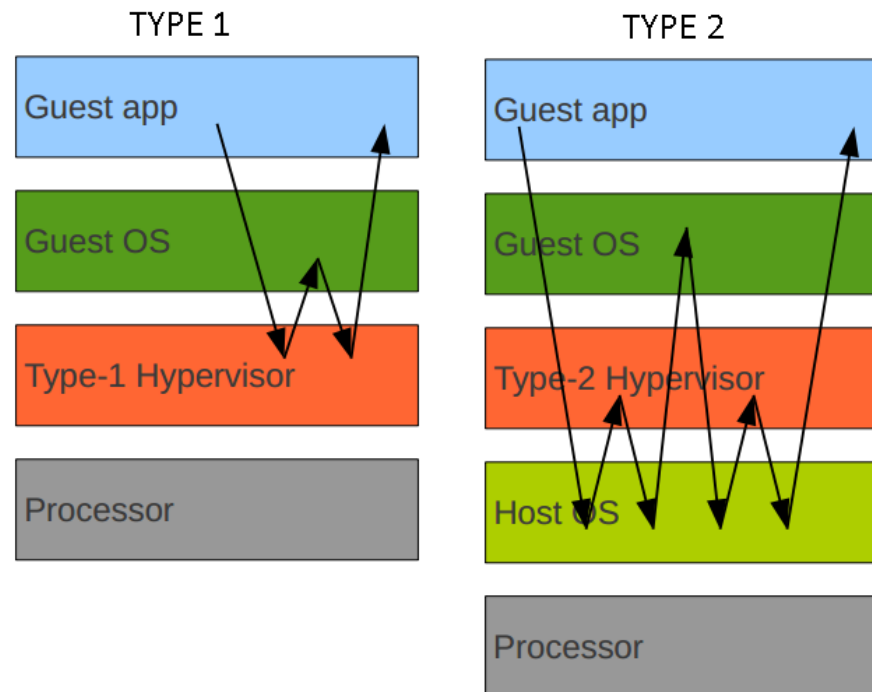 TYPE 1
Guest app
Guest OS
Type-1 Hypervisor
Processor
TYPE 2
Guest app
Guest OS
Type-2 Hypervisor
Host OS
Processor